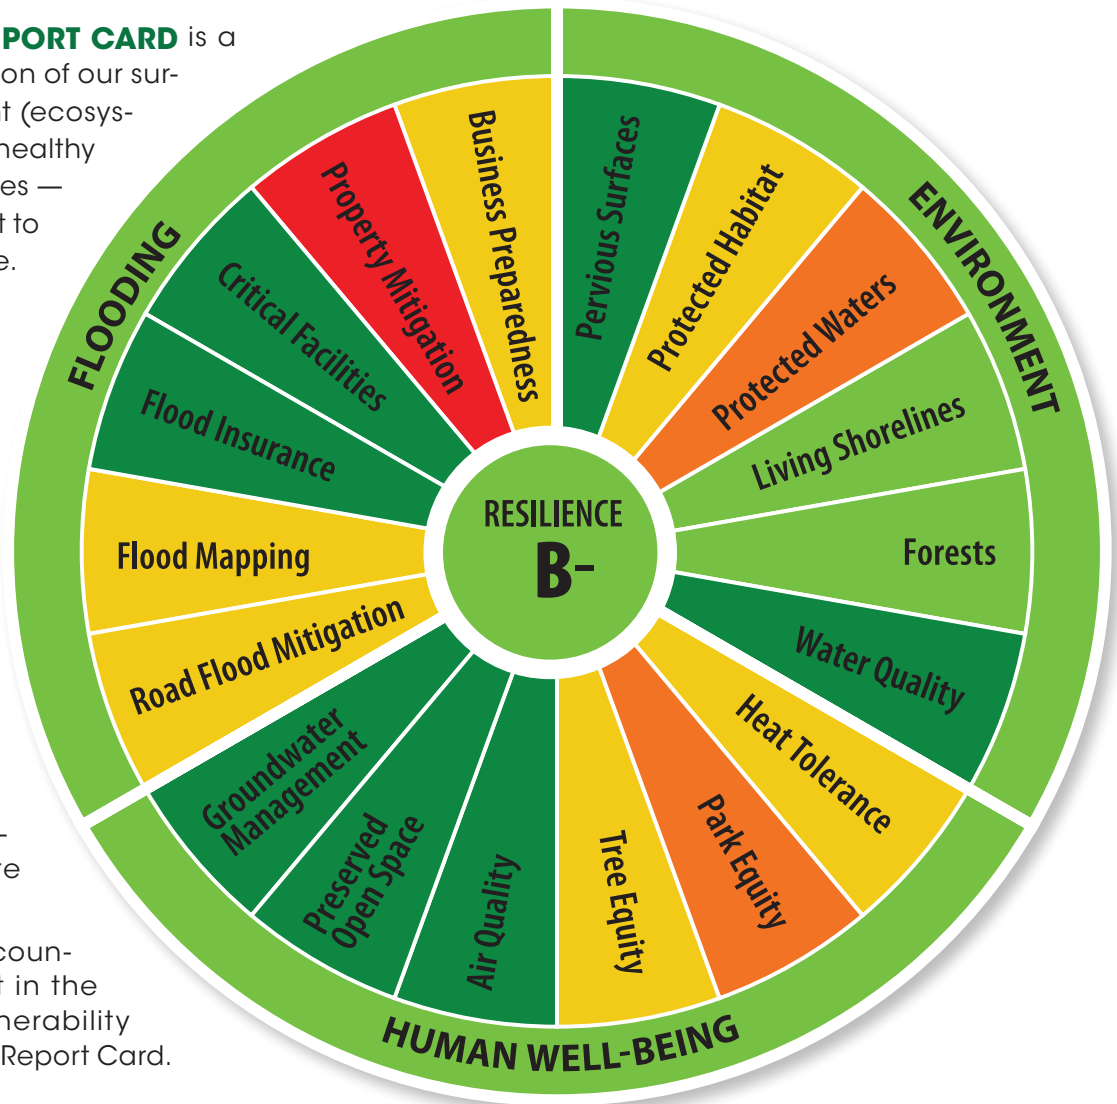 PORT CARD is a
on of our sur-
t (ecosys-
healthy
es —
t to
e.
-
re
coun-
t in the
nerability
Report Card.
FLOODING
ENVIRONMENT
HUMAN WELL-BEING
RESILIENCE
B-
Pervious Surfaces
Protected Habitat
Protected Waters
Living Shorelines
Forests
Water Quality
Heat Tolerance
Park Equity
Tree Equity
Air Quality
Preserved
Open Space
Groundwater
Management
Road Flood Mitigation
Flood Mapping
Flood Insurance
Critical Facilities
Property Mitigation
Business Preparedness